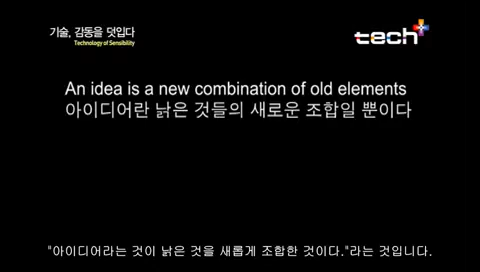 기술, 감동을 덧입다
Technology of Sensibility
tech+
An idea is a new combination of old elements
아이디어란 낡은 것들의 새로운 조합일 뿐이다
"아이디어라는 것이 낡은 것을 새롭게 조합한 것이다."라는 것입니다.